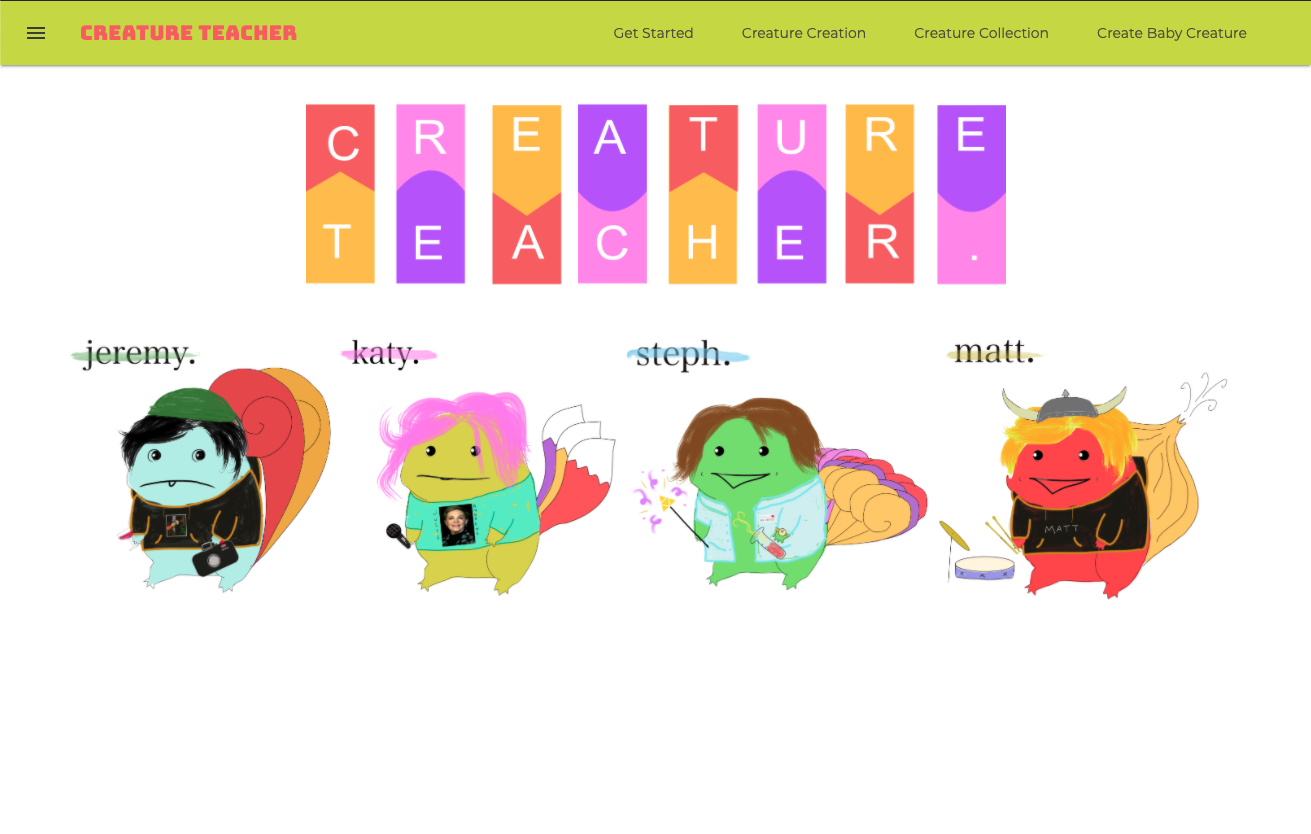 CREATURE TEACHER
Get Started
Creature Creation
Creature Collection
Create Baby Creature
CREATURE
TEACHER.
jeremy.
katy.
steph.
matt.
MATT